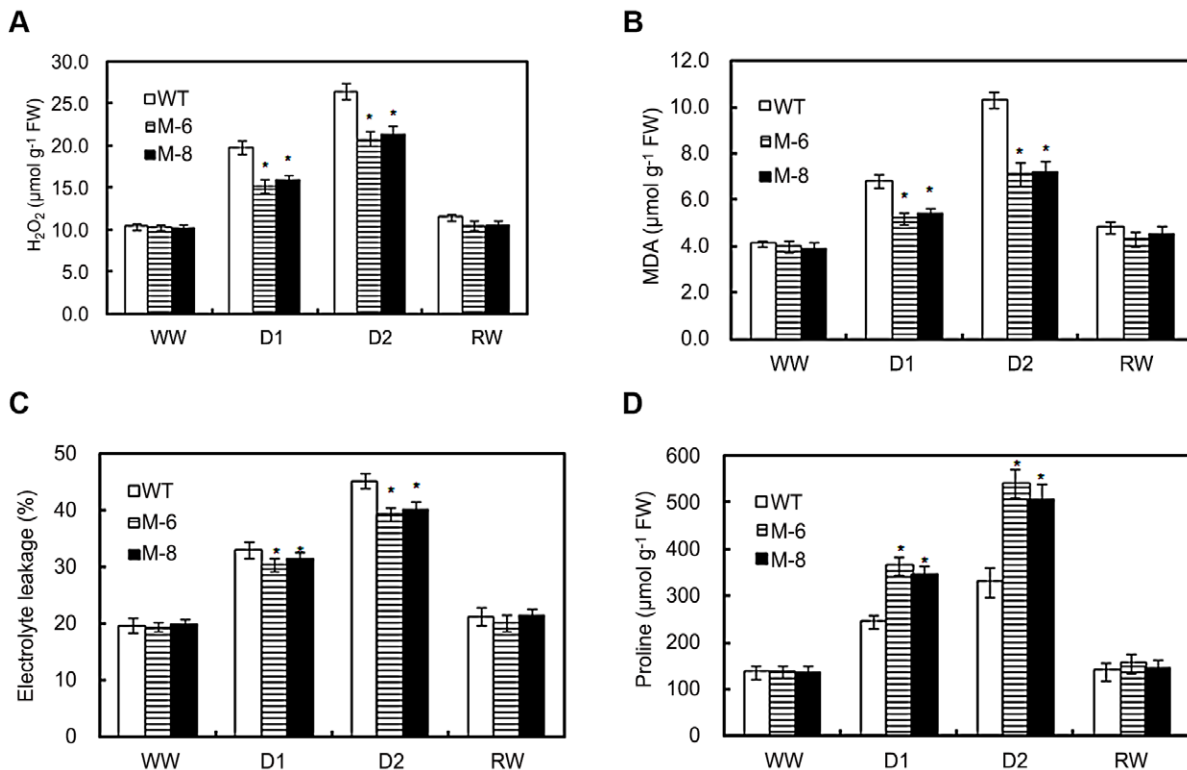 A
H₂O₂ (μmol g⁻¹ FW)
30.0
25.0
20.0
15.0
10.0
5.0
0.0
WT
M-6
M-8
* *
* *
WW D1 D2 RW
B
MDA (μmol g⁻¹ FW)
12.0
10.0
8.0
6.0
4.0
2.0
0.0
WT
M-6
M-8
* *
* *
WW D1 D2 RW
C
Electrolyte leakage (%)
50
40
30
20
10
0
WT
M-6
M-8
* *
* *
WW D1 D2 RW
D
Proline (μmol g⁻¹ FW)
600
500
400
300
200
100
0
WT
M-6
M-8
* *
* *
WW D1 D2 RW